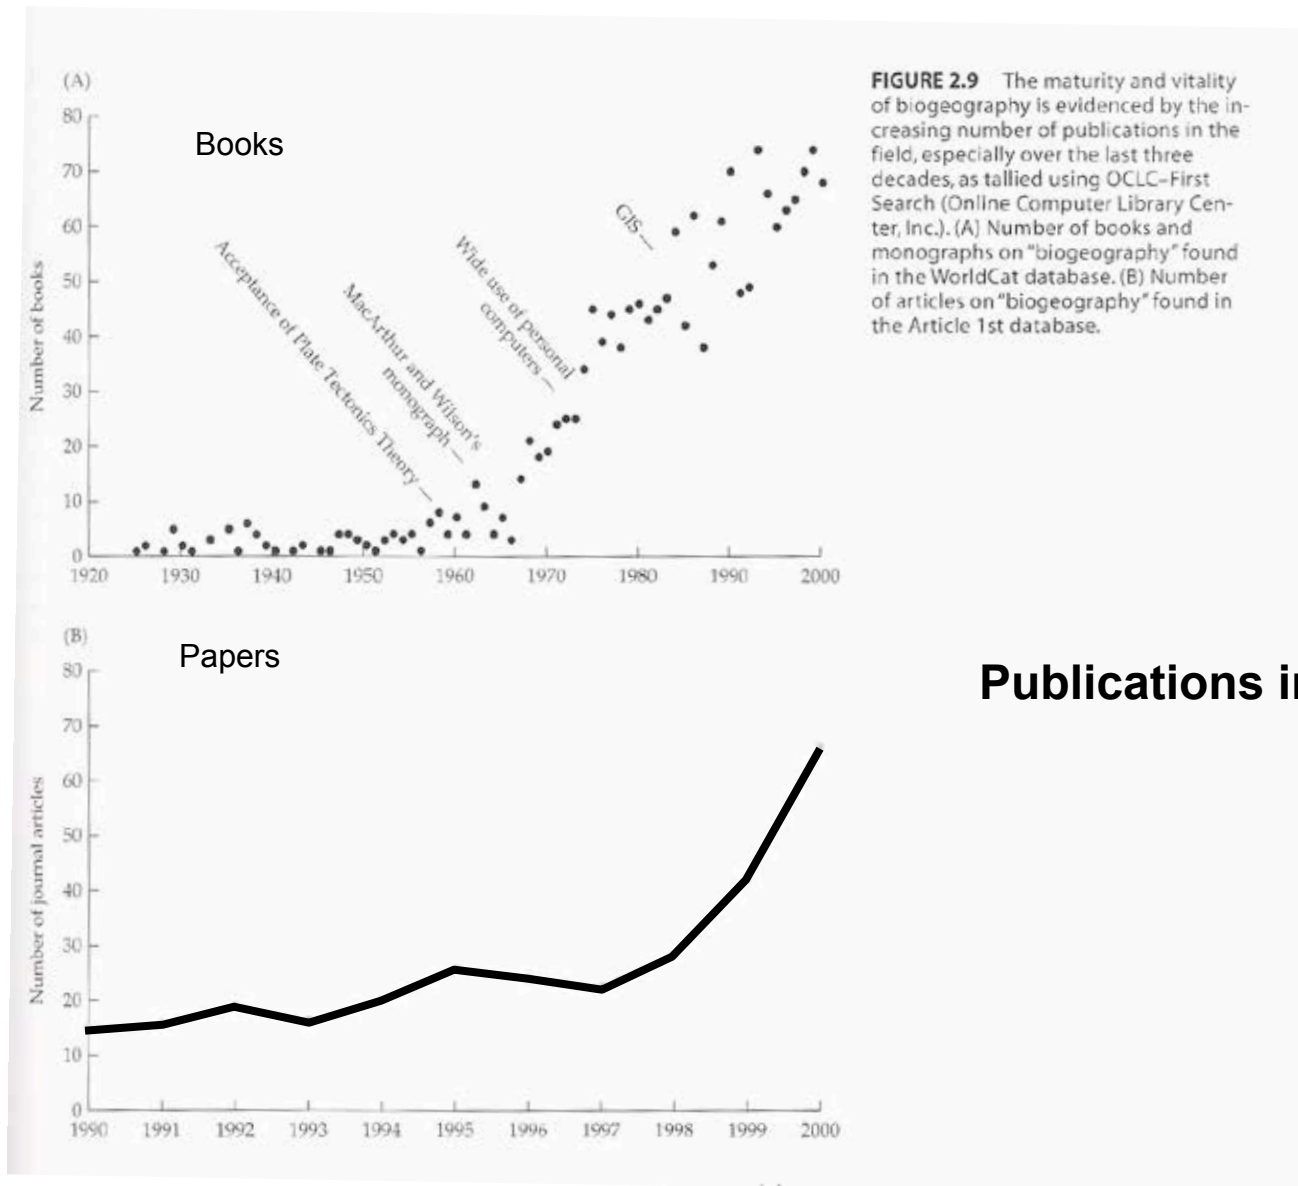 (A)
80
70
60
50
40
30
20
10
0
Number of books
Books
Acceptance of Plate Tectonics Theory
MacArthur and Wilson's
monograph
Wide use of personal
computers
GIS
1920 1930 1940 1950 1960 1970 1980 1990 2000
FIGURE 2.9 The maturity and vitality
of biogeography is evidenced by the in-
creasing number of publications in the
field, especially over the last three
decades, as tallied using OCLC–First
Search (Online Computer Library Cen-
ter, Inc.). (A) Number of books and
monographs on "biogeography" found
in the WorldCat database. (B) Number
of articles on "biogeography" found in
the Article 1st database.
(B)
Papers
80
70
60
50
40
30
20
10
0
Number of journal articles
1990 1991 1992 1993 1994 1995 1996 1997 1998 1999 2000
Publications